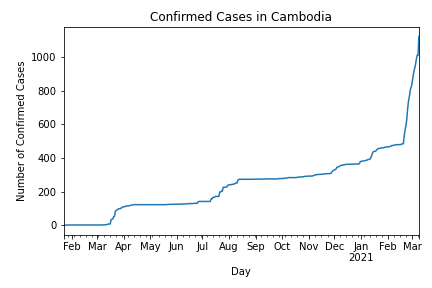 Confirmed Cases in Cambodia
Number of Confirmed Cases
1000
800
600
400
200
0
Feb Mar Apr May Jun Jul Aug Sep Oct Nov Dec Jan Feb Mar
2021
Day